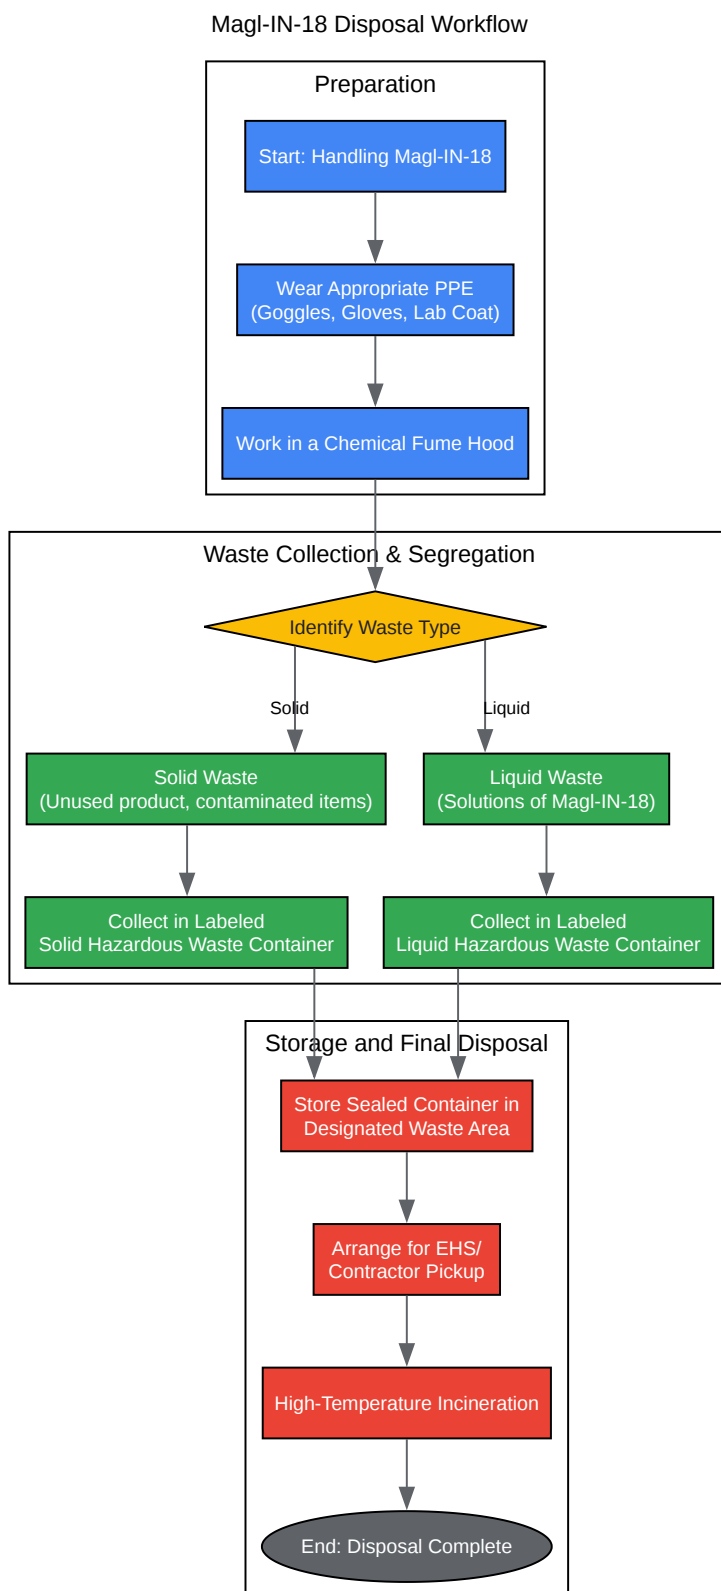 Magl-IN-18 Disposal Workflow
Preparation
Start: Handling Magl-IN-18
Wear Appropriate PPE
(Goggles, Gloves, Lab Coat)
Work in a Chemical Fume Hood
Waste Collection & Segregation
Identify Waste Type
Solid
Liquid
Solid Waste
(Unused product, contaminated items)
Liquid Waste
(Solutions of Magl-IN-18)
Collect in Labeled
Solid Hazardous Waste Container
Collect in Labeled
Liquid Hazardous Waste Container
Storage and Final Disposal
Store Sealed Container in
Designated Waste Area
Arrange for EHS/
Contractor Pickup
High-Temperature Incineration
End: Disposal Complete